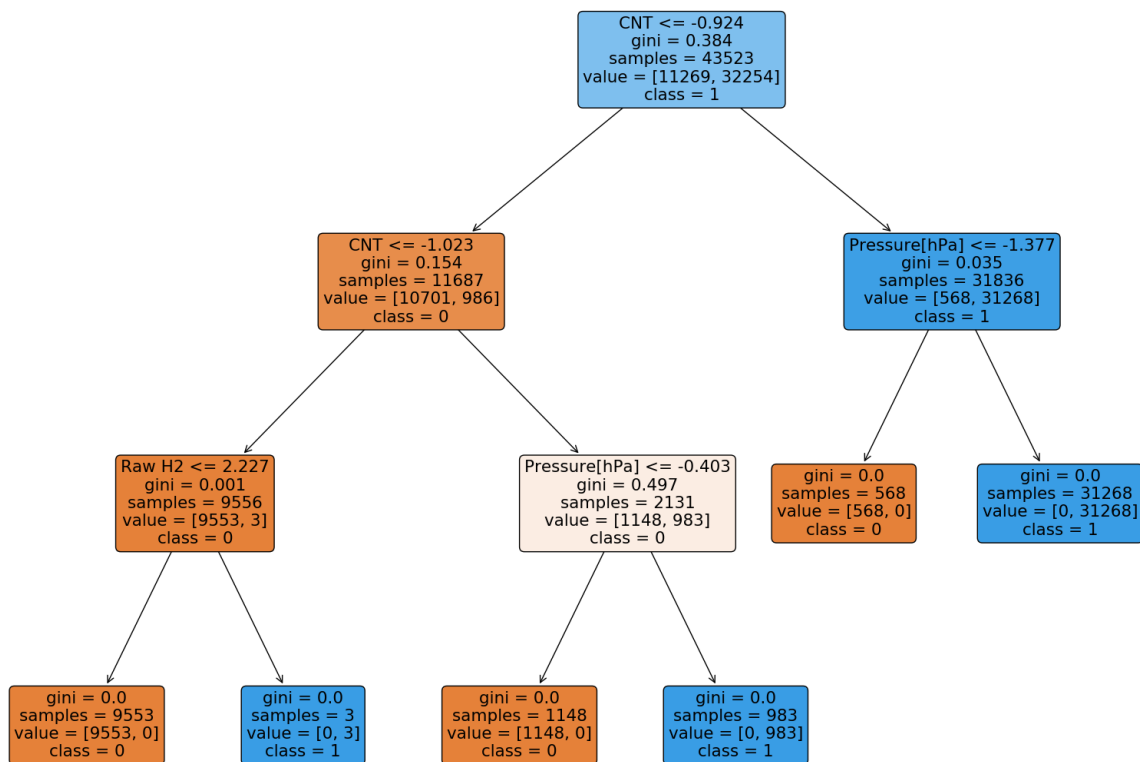 CNT <= -0.924
gini = 0.384
samples = 43523
value = [11269, 32254]
class = 1
CNT <= -1.023
gini = 0.154
samples = 11687
value = [10701, 986]
class = 0
Pressure[hPa] <= -1.377
gini = 0.035
samples = 31836
value = [568, 31268]
class = 1
Raw H2 <= 2.227
gini = 0.001
samples = 9556
value = [9553, 3]
class = 0
Pressure[hPa] <= -0.403
gini = 0.497
samples = 2131
value = [1148, 983]
class = 0
gini = 0.0
samples = 568
value = [568, 0]
class = 0
gini = 0.0
samples = 31268
value = [0, 31268]
class = 1
gini = 0.0
samples = 9553
value = [9553, 0]
class = 0
gini = 0.0
samples = 3
value = [0, 3]
class = 1
gini = 0.0
samples = 1148
value = [1148, 0]
class = 0
gini = 0.0
samples = 983
value = [0, 983]
class = 1